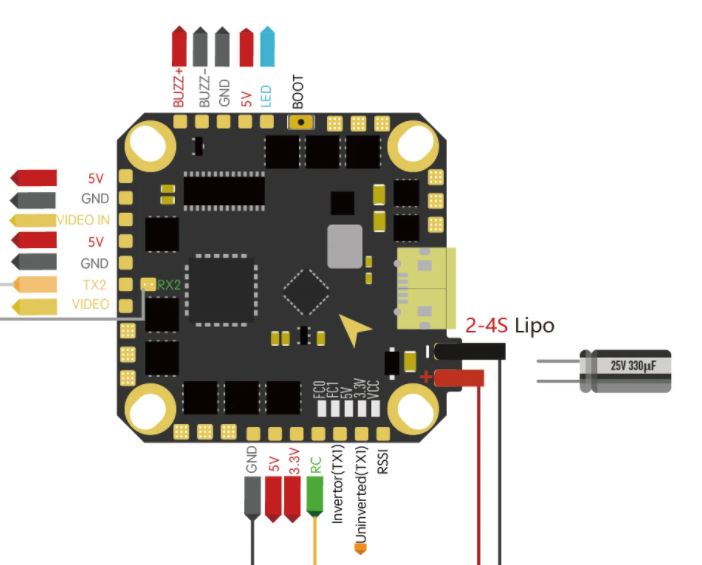 BUZZ+
BUZZ-
GND
5V
LED
BOOT
5V
GND
VIDEO IN
5V
GND
TX2
RX2
VIDEO
2-4S Lipo
−
+
25V 330μF
FC0
FC1
5V
3.3V
VCC
GND
5V
3.3V
RC
Invertor(TX1)
Uninverted(TX1)
RSSI